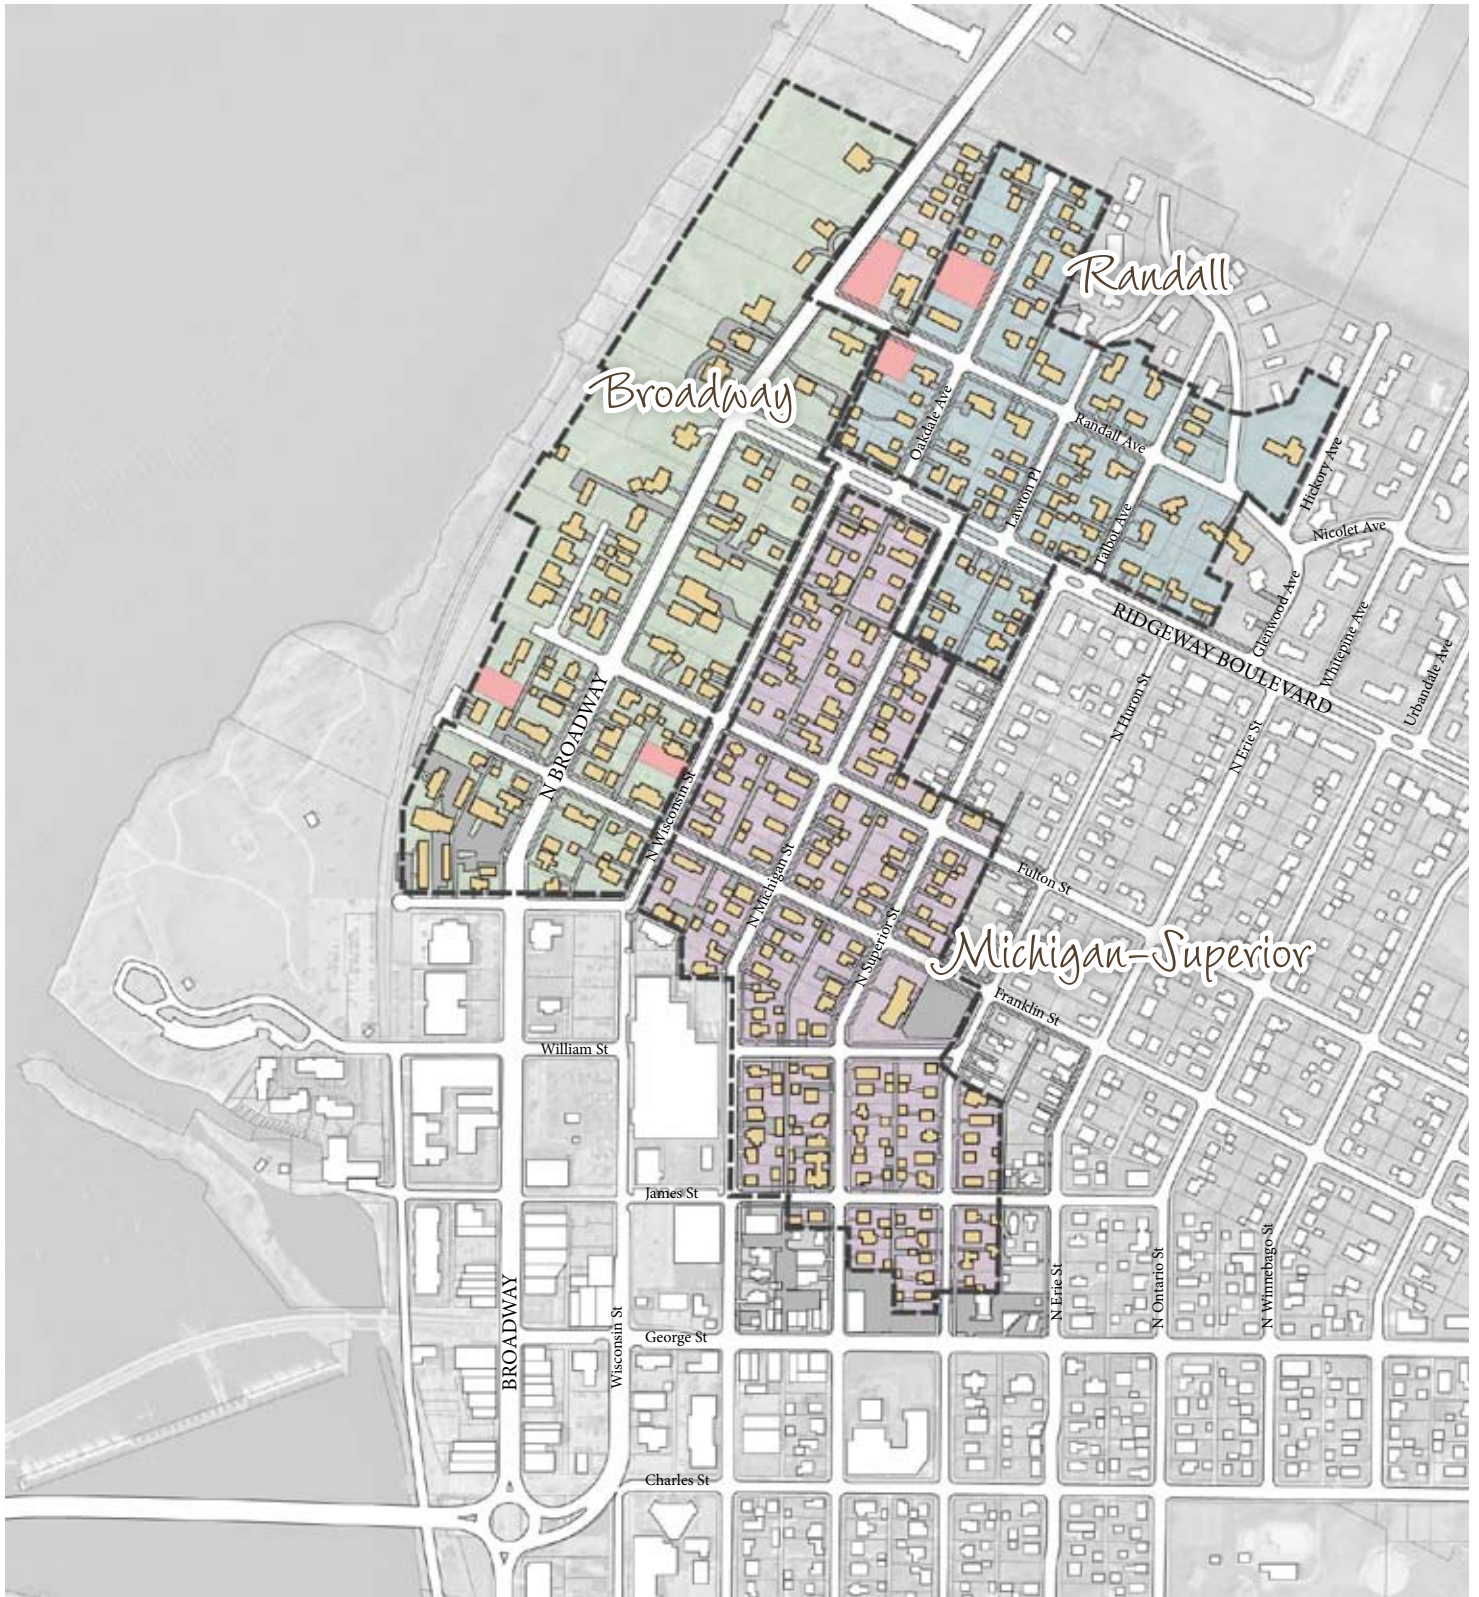 Randall
Broadway
Oakdale Ave
Randall Ave
Hickory Ave
Lawton Pl
Talbot Ave
Nicolet Ave
Glenwood Ave
Whitepine Ave
RIDGEWAY BOULEVARD
Urbandale Ave
N Huron St
N Erie St
N BROADWAY
N Wisconsin St
N Michigan St
Fulton St
N Superior St
Michigan-Superior
Franklin St
William St
James St
N Erie St
N Ontario St
N Winnebago St
BROADWAY
Wisconsin St
George St
Charles St